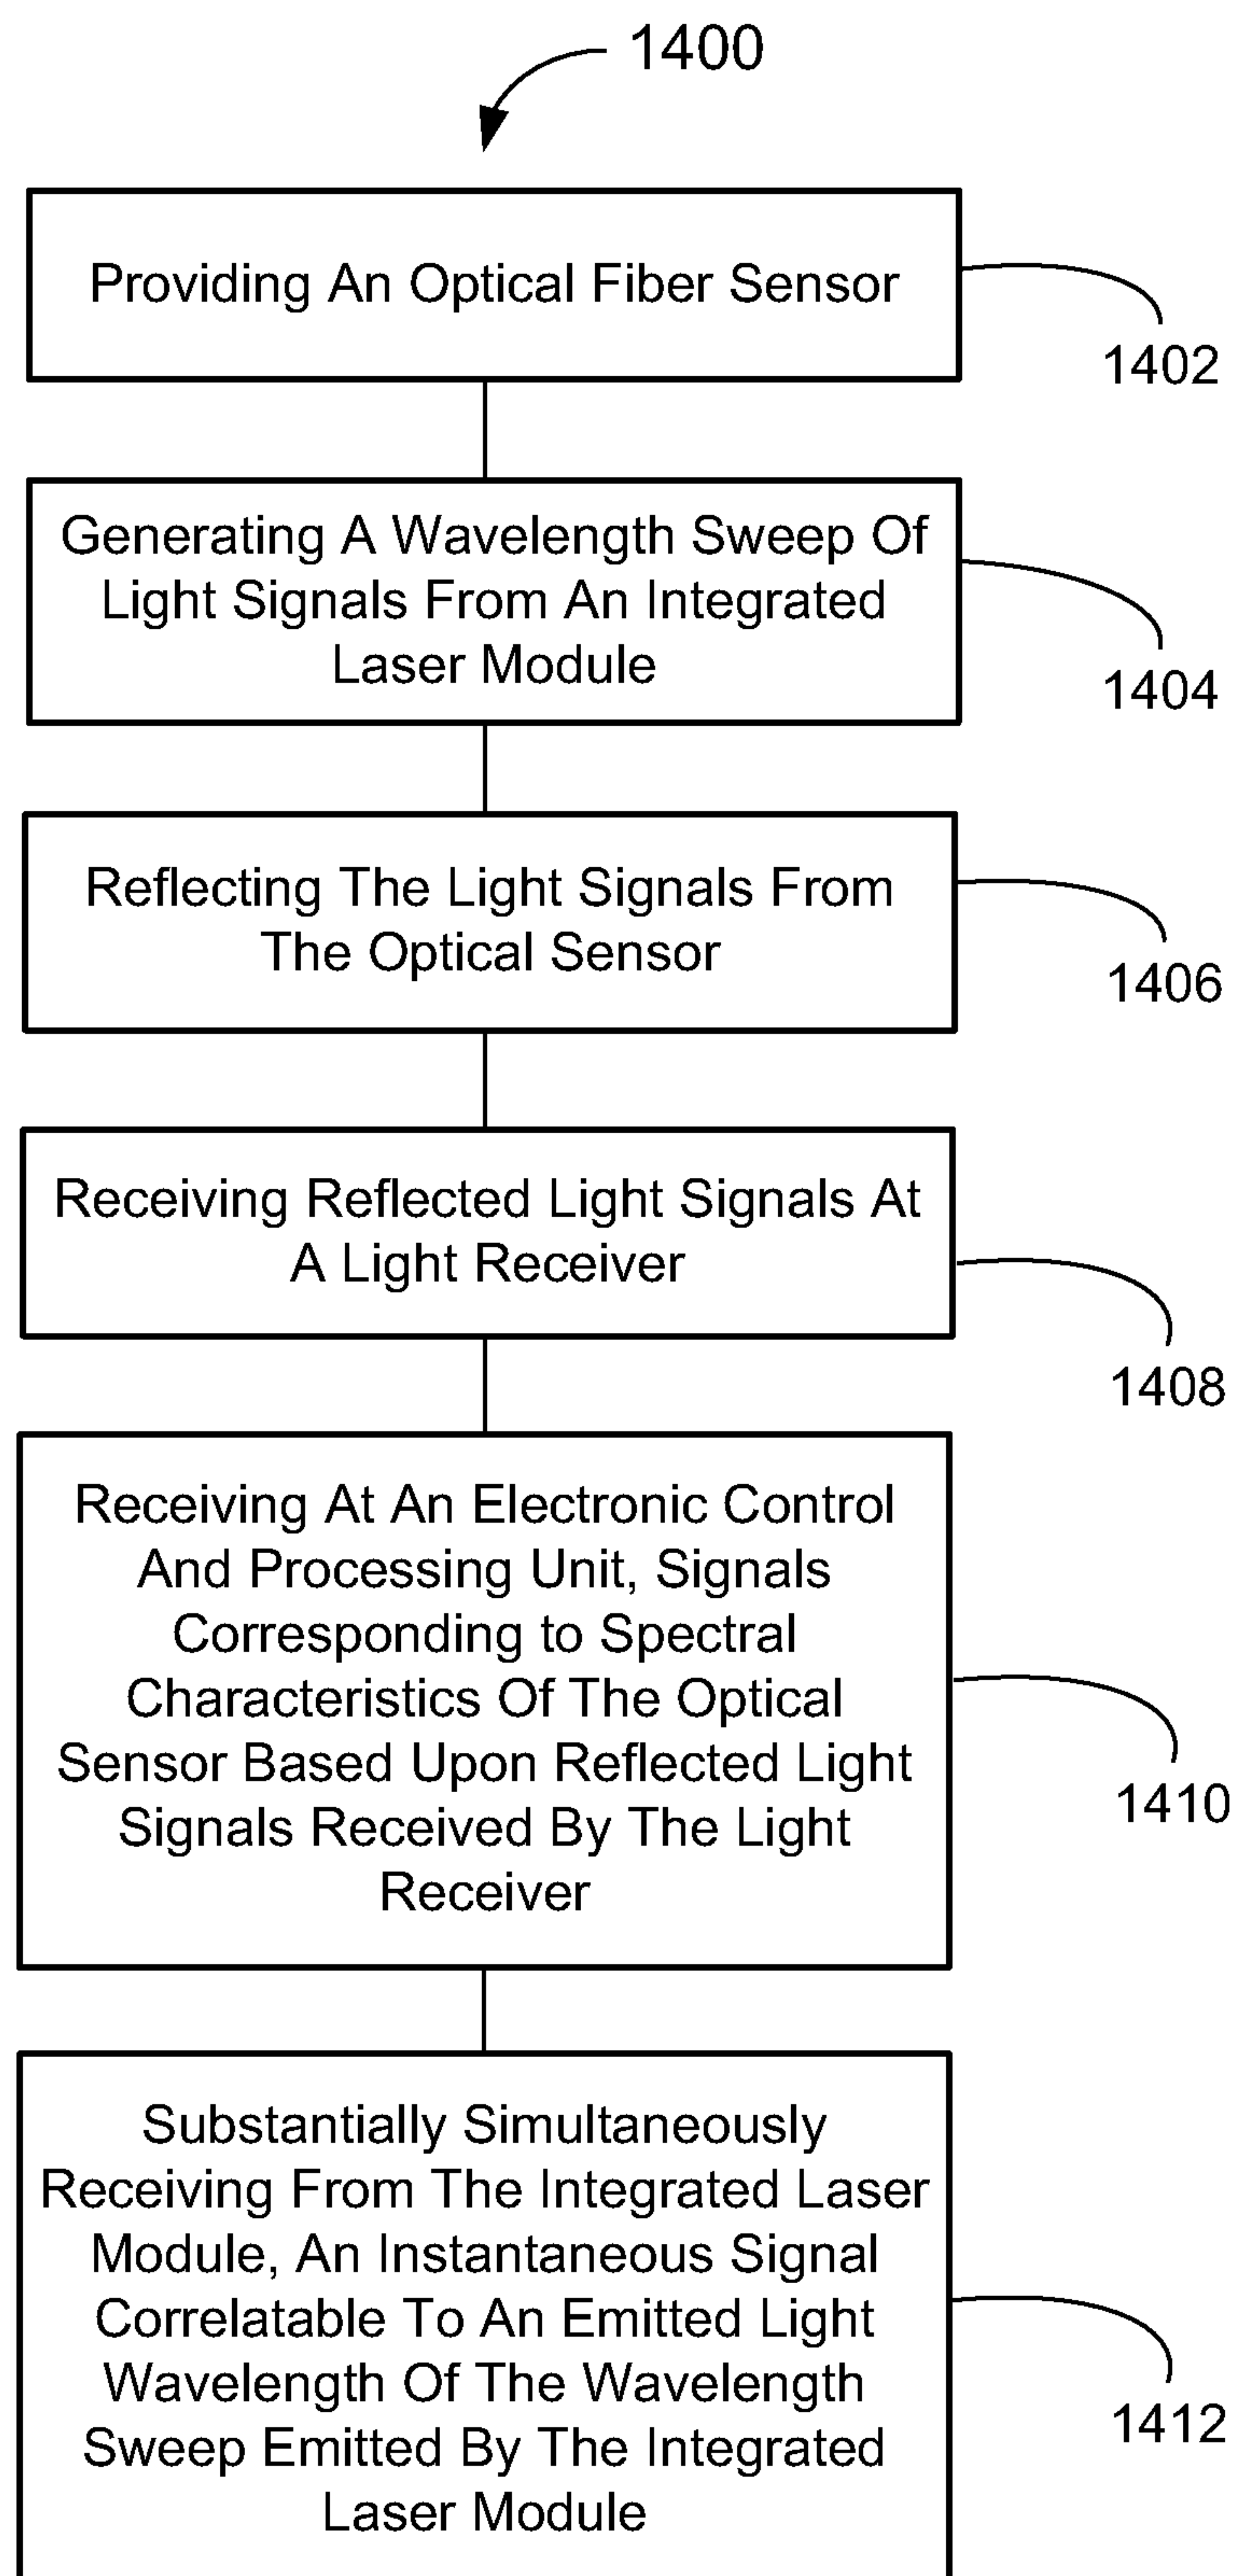 1400
Providing An Optical Fiber Sensor
1402
Generating A Wavelength Sweep Of
Light Signals From An Integrated
Laser Module
1404
Reflecting The Light Signals From
The Optical Sensor
1406
Receiving Reflected Light Signals At
A Light Receiver
1408
Receiving At An Electronic Control
And Processing Unit, Signals
Corresponding to Spectral
Characteristics Of The Optical
Sensor Based Upon Reflected Light
Signals Received By The Light
Receiver
1410
Substantially Simultaneously
Receiving From The Integrated Laser
Module, An Instantaneous Signal
Correlatable To An Emitted Light
Wavelength Of The Wavelength
Sweep Emitted By The Integrated
Laser Module
1412